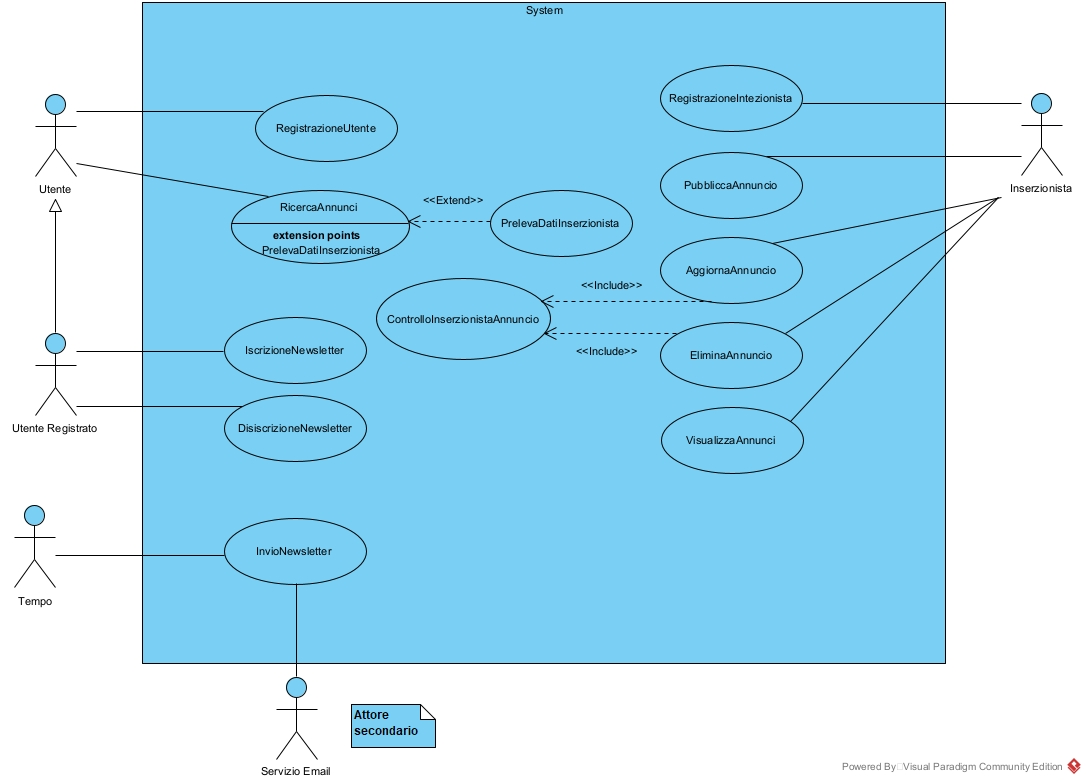 System
RegistrazioneUtente
RegistrazioneIntezionista
Utente
Inserzionista
RicercaAnnunci
extension points
PrelevaDatiInserzionista
<<Extend>>
PrelevaDatiInserzionista
PubbliccaAnnuncio
AggiornaAnnuncio
<<Include>>
ControlloInserzionistaAnnuncio
<<Include>>
EliminaAnnuncio
IscrizioneNewsletter
Utente Registrato
DisiscrizioneNewsletter
VisualizzaAnnunci
InvioNewsletter
Tempo
Attore
secondario
Servizio Email
Powered By Visual Paradigm Community Edition